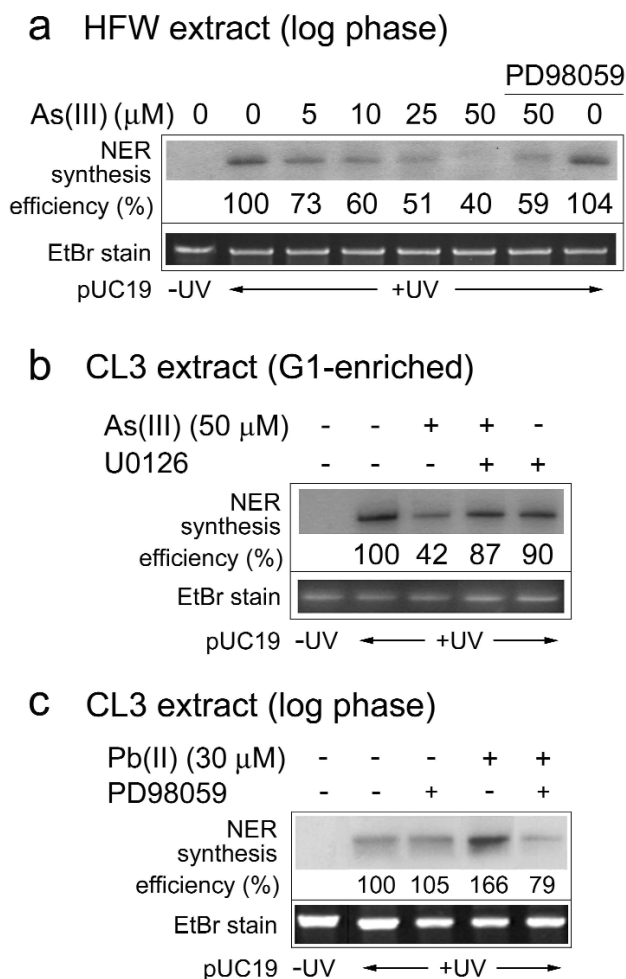 a HFW extract (log phase)
PD98059
As(III) (μM) 0 0 5 10 25 50 50 0
NER
synthesis
efficiency (%) 100 73 60 51 40 59 104
EtBr stain
pUC19 -UV +UV
b CL3 extract (G1-enriched)
As(III) (50 μM) - - + + -
U0126 - - - + +
NER
synthesis
efficiency (%) 100 42 87 90
EtBr stain
pUC19 -UV +UV
c CL3 extract (log phase)
Pb(II) (30 μM) - - - + +
PD98059 - - + - +
NER
synthesis
efficiency (%) 100 105 166 79
EtBr stain
pUC19 -UV +UV